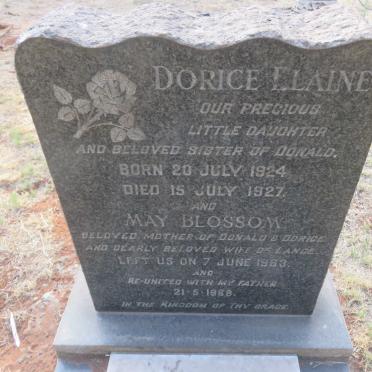 DORICE ELAINE
OUR PRECIOUS
LITTLE DAUGHTER
AND BELOVED SISTER OF DONALD.
BORN 20 JULY 1924
DIED 15 JULY 1927.
AND
MAY BLOSSOM
BELOVED MOTHER OF DONALD & DORICE
AND DEARLY BELOVED WIFE OF LANCE.
LEFT US ON 7 JUNE 1963.
AND
RE-UNITED WITH MY FATHER
21-5-1988.
IN THE KINGDOM OF THY GRACE